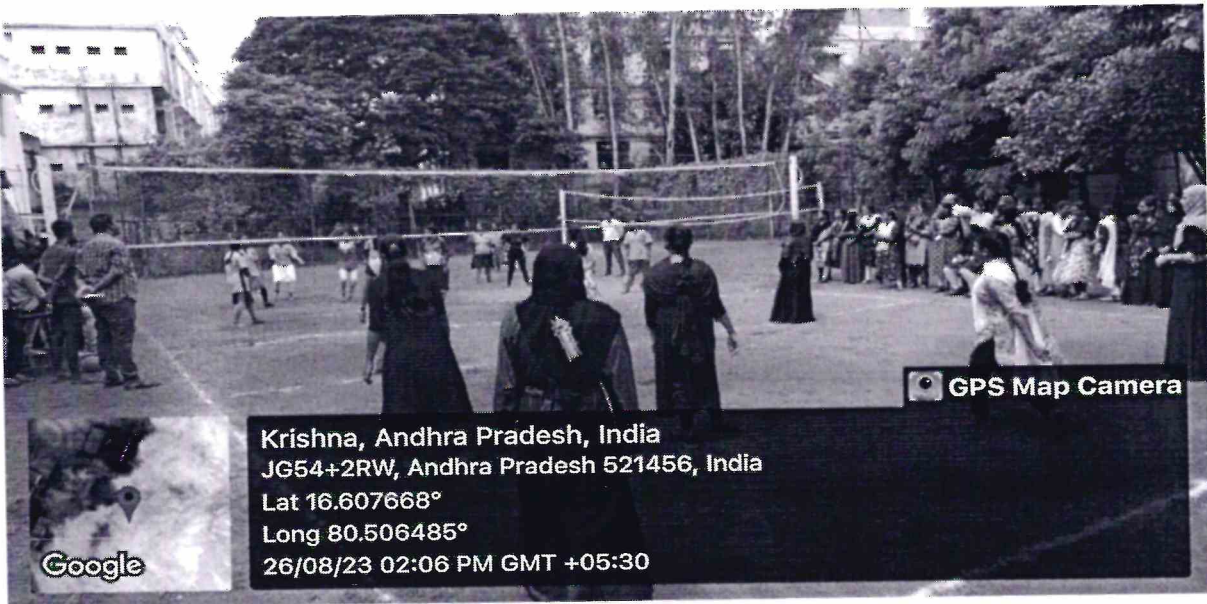 GPS Map Camera
Krishna, Andhra Pradesh, India
JG54+2RW, Andhra Pradesh 521456, India
Lat 16.607668°
Long 80.506485°
26/08/23 02:06 PM GMT +05:30
Google